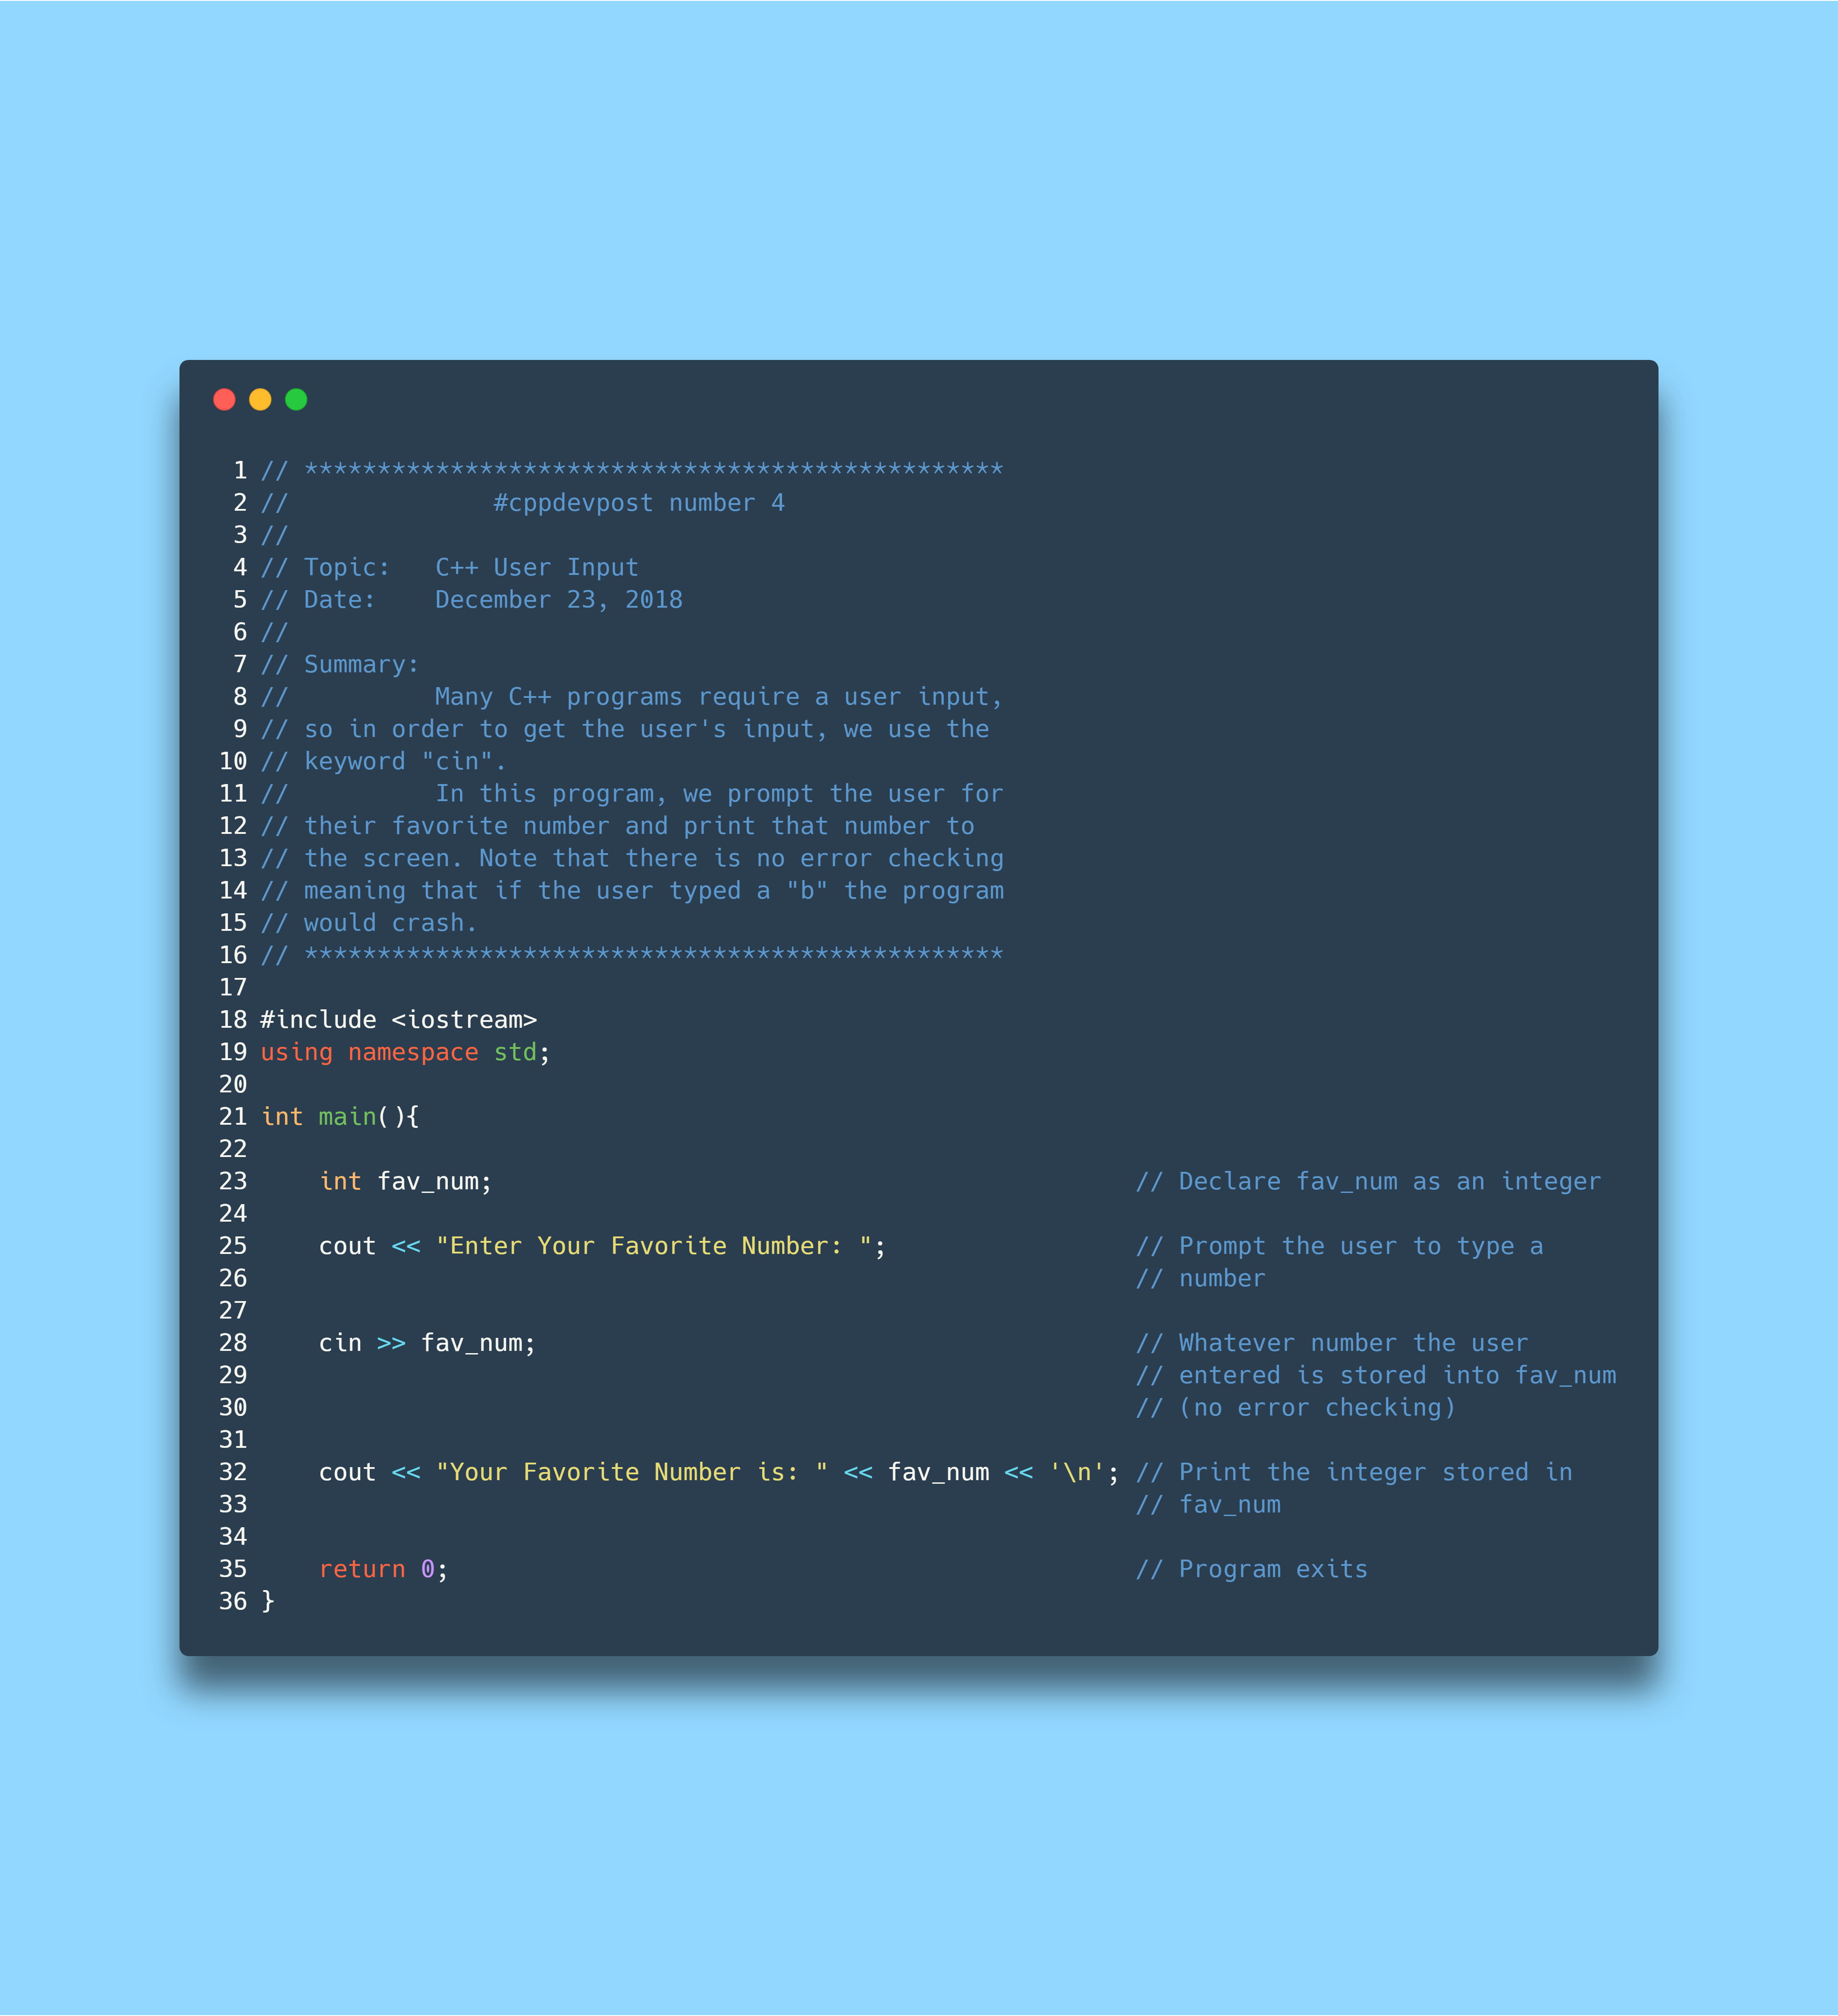 1 // ************************************************
2 //              #cppdevpost number 4
3 //
4 // Topic:   C++ User Input
5 // Date:    December 23, 2018
6 //
7 // Summary:
8 //          Many C++ programs require a user input,
9 // so in order to get the user's input, we use the
10 // keyword "cin".
11 //          In this program, we prompt the user for
12 // their favorite number and print that number to
13 // the screen. Note that there is no error checking
14 // meaning that if the user typed a "b" the program
15 // would crash.
16 // ************************************************
17
18 #include <iostream>
19 using namespace std;
20
21 int main(){
22
23     int fav_num;                                            // Declare fav_num as an integer
24
25     cout << "Enter Your Favorite Number: ";                 // Prompt the user to type a
26                                                             // number
27
28     cin >> fav_num;                                         // Whatever number the user
29                                                             // entered is stored into fav_num
30                                                             // (no error checking)
31
32     cout << "Your Favorite Number is: " << fav_num << '\n'; // Print the integer stored in
33                                                             // fav_num
34
35     return 0;                                               // Program exits
36 }